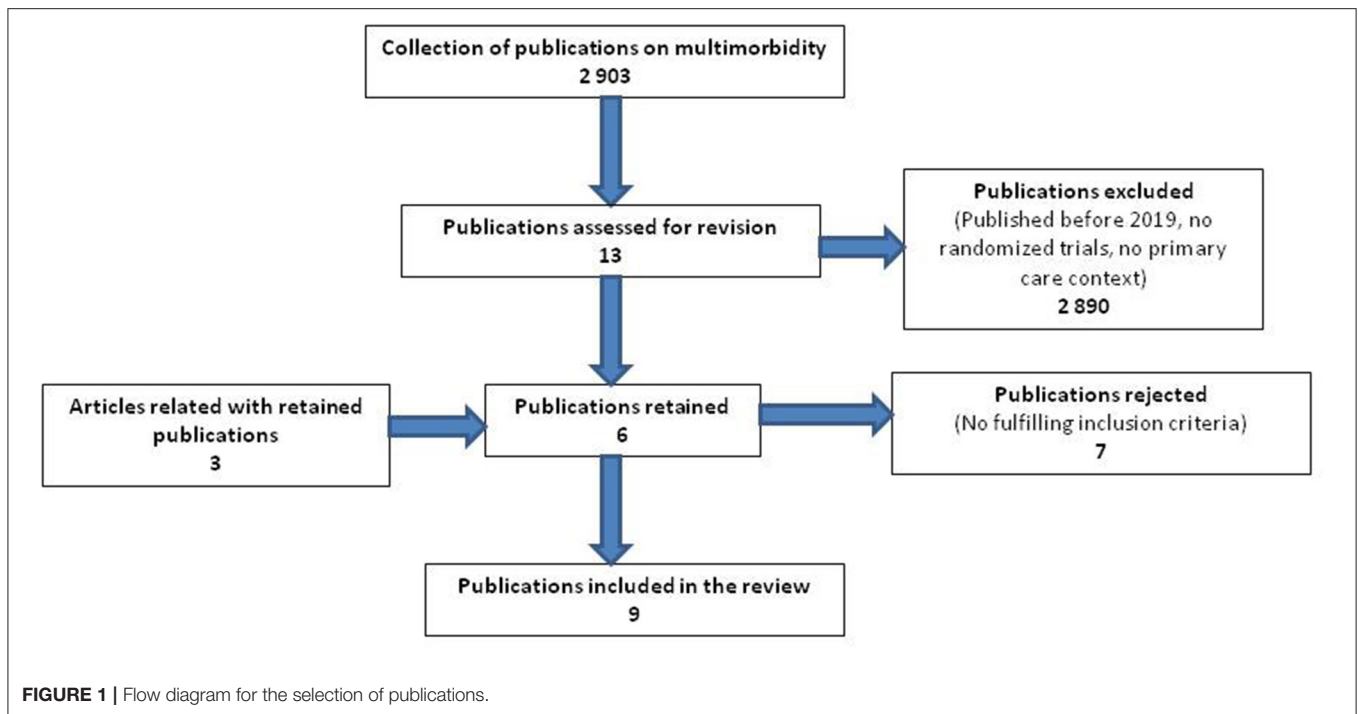 Collection of publications on multimorbidity
2 903
Publications assessed for revision
13
Publications excluded
(Published before 2019, no
randomized trials, no primary
care context)
2 890
Articles related with retained
publications
3
Publications retained
6
Publications rejected
(No fulfilling inclusion criteria)
7
Publications included in the review
9
FIGURE 1 | Flow diagram for the selection of publications.